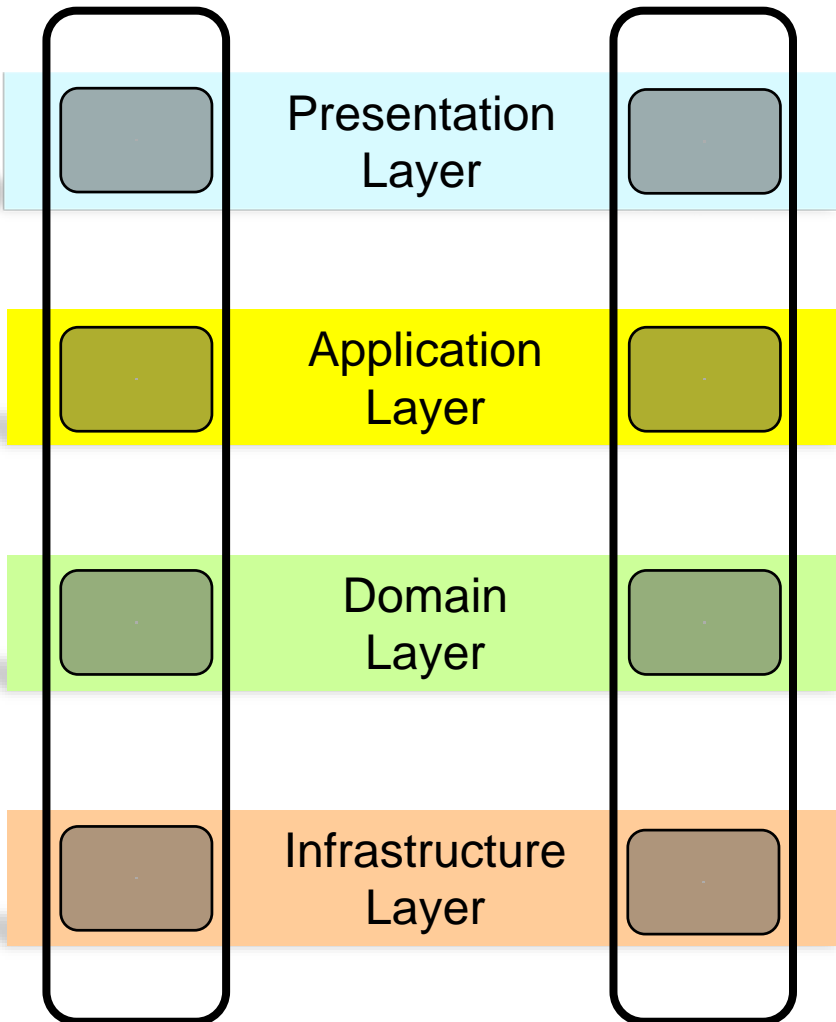 Presentation
Layer
Application
Layer
Domain
Layer
Infrastructure
Layer